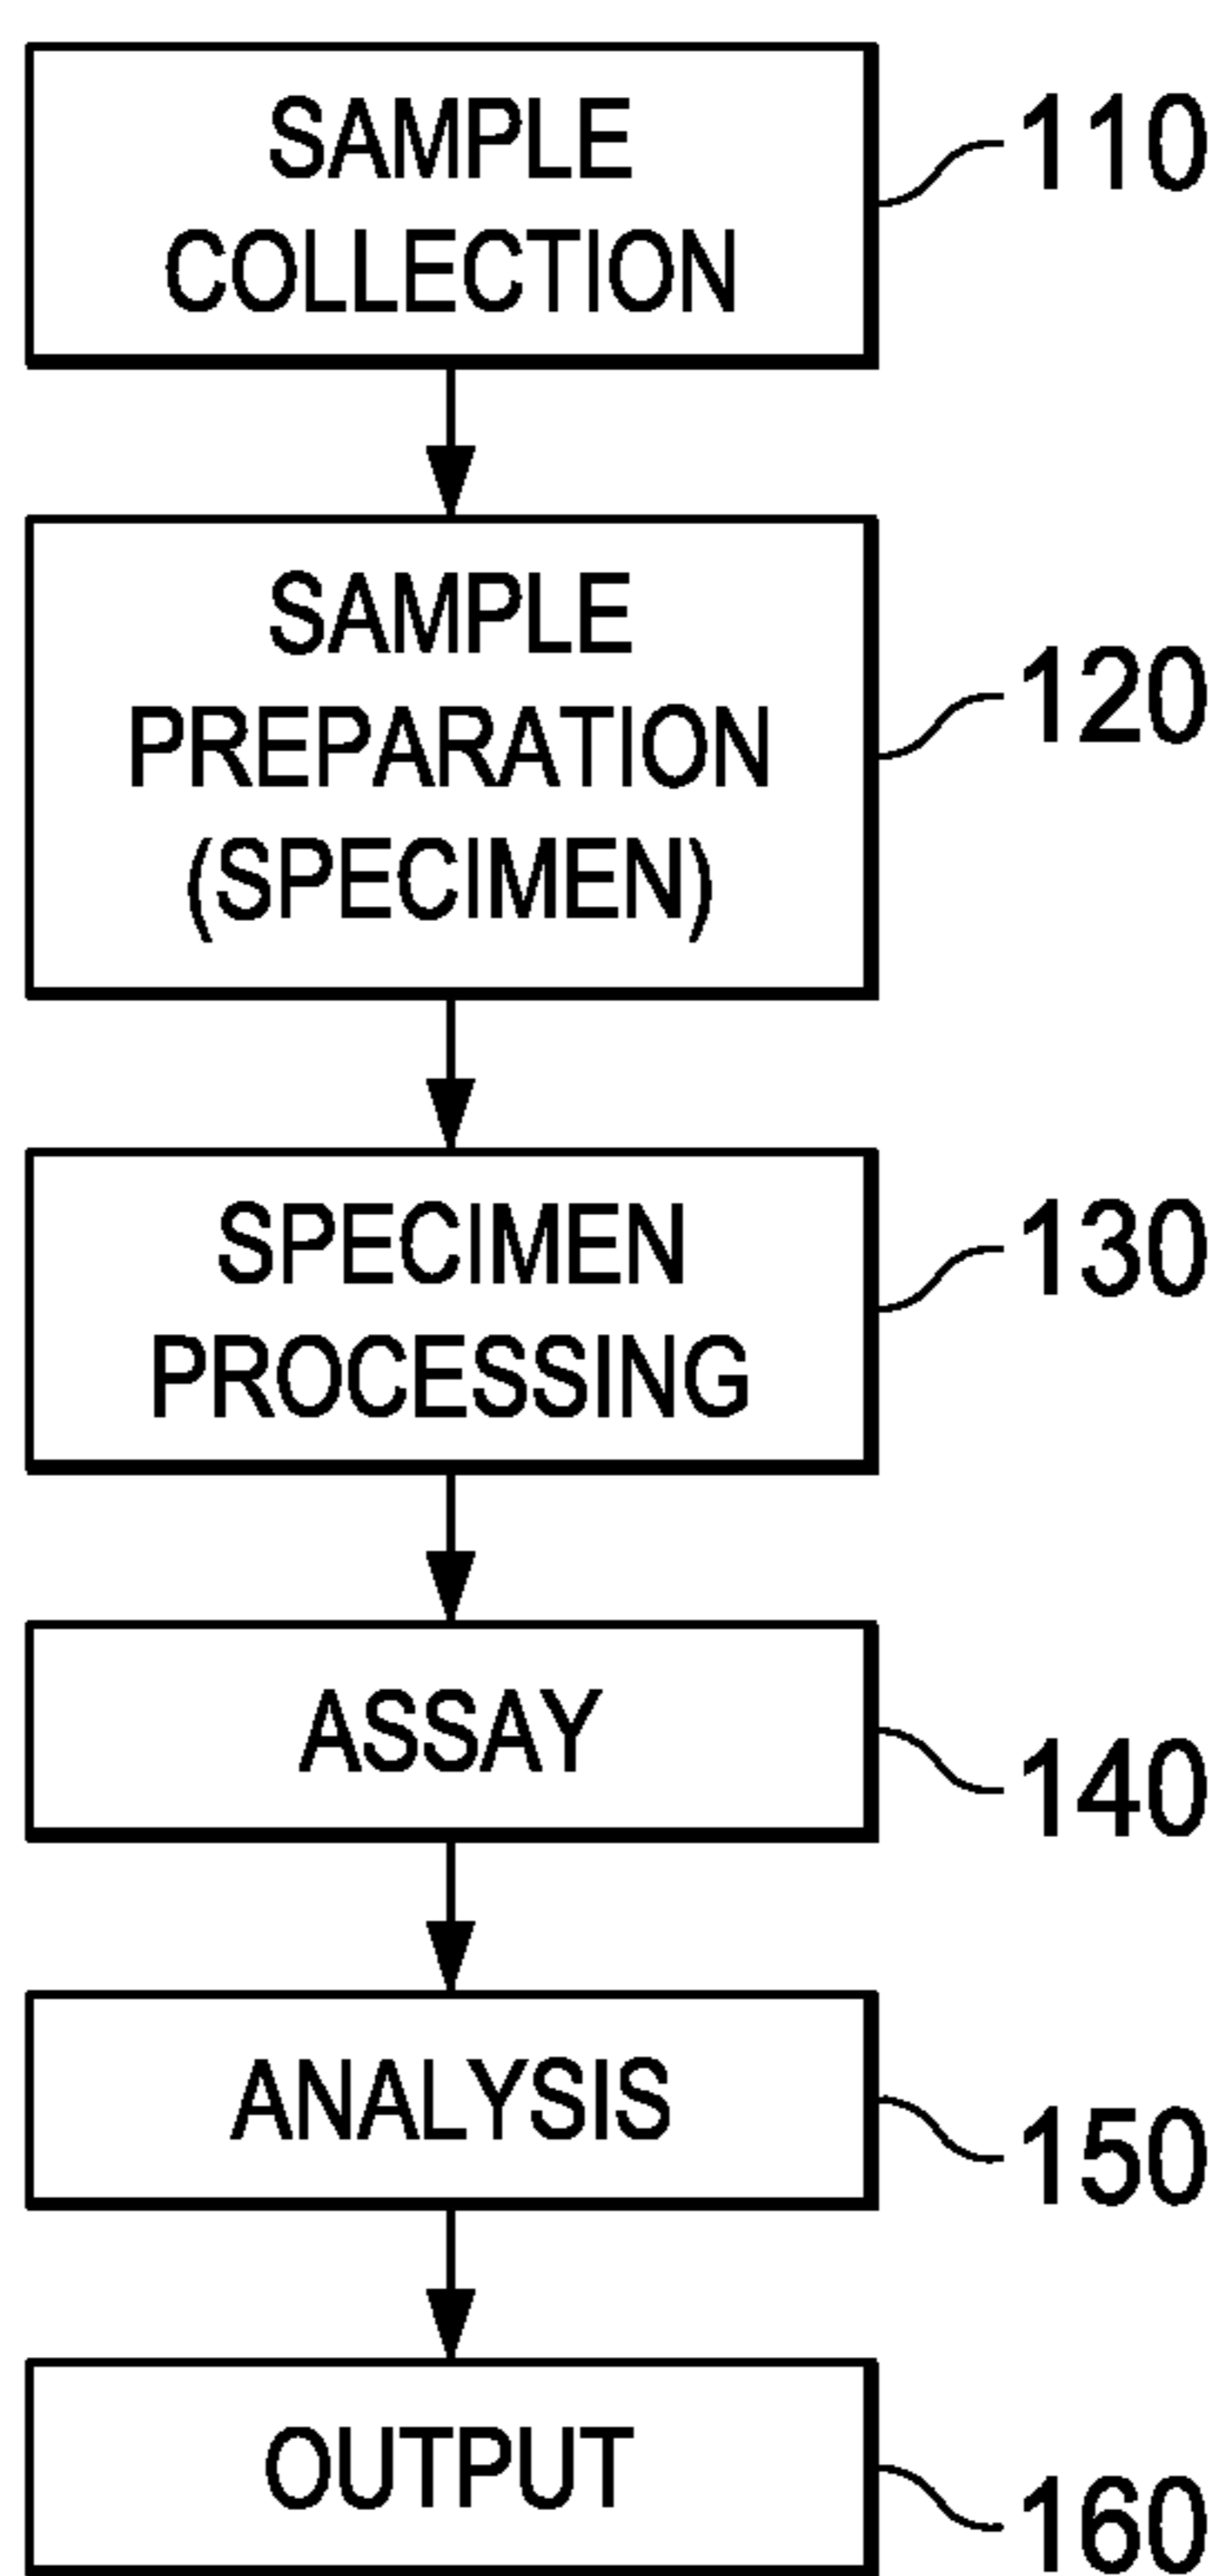 SAMPLE
COLLECTION
110
SAMPLE
PREPARATION
(SPECIMEN)
120
SPECIMEN
PROCESSING
130
ASSAY
140
ANALYSIS
150
OUTPUT
160